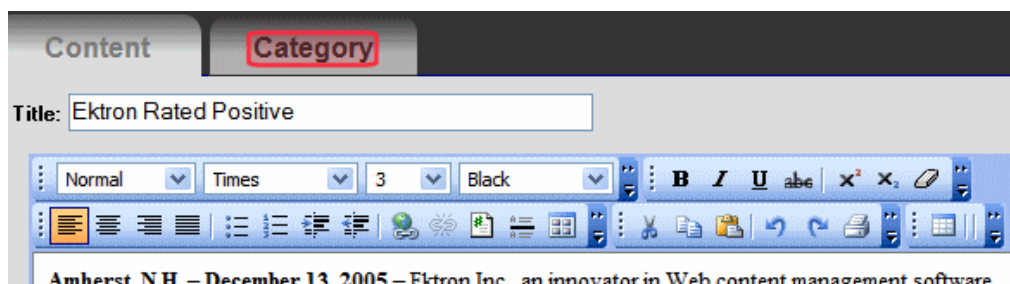 Content Category
Title: Ektron Rated Positive
Normal Times 3 Black B I U abc x² x₂
Amherst, N.H. – December 13, 2005 – Ektron Inc., an innovator in Web content management software